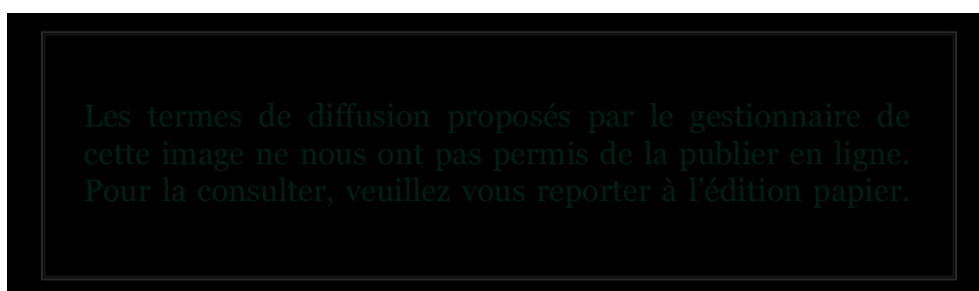 Les termes de diffusion proposés par le gestionnaire de
cette image ne nous ont pas permis de la publier en ligne.
Pour la consulter, veuillez vous reporter à l’édition papier.